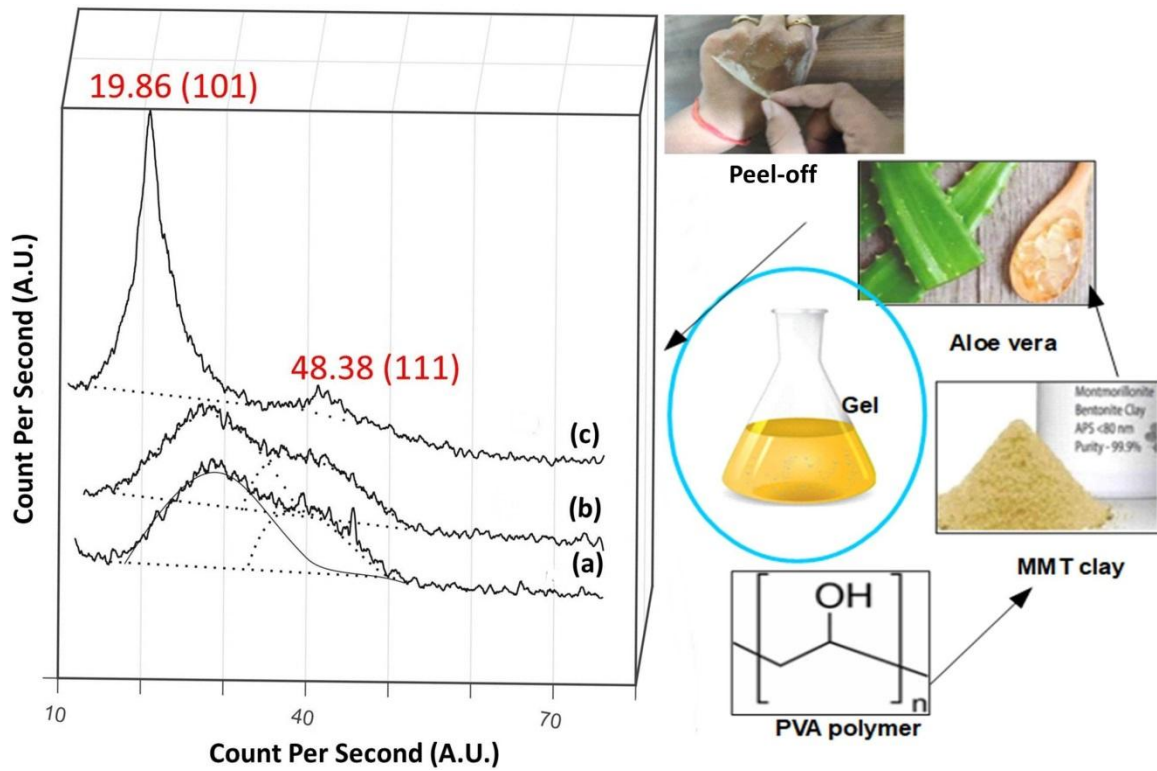 19.86 (101)
48.38 (111)
(c)
(b)
(a)
Count Per Second (A.U.)
10
40
70
Count Per Second (A.U.)
Peel-off
Aloe vera
Gel
Montmorillonite
Bentonite Clay
APS <80 nm
Purity - 99.9%
MMT clay
OH
n
PVA polymer